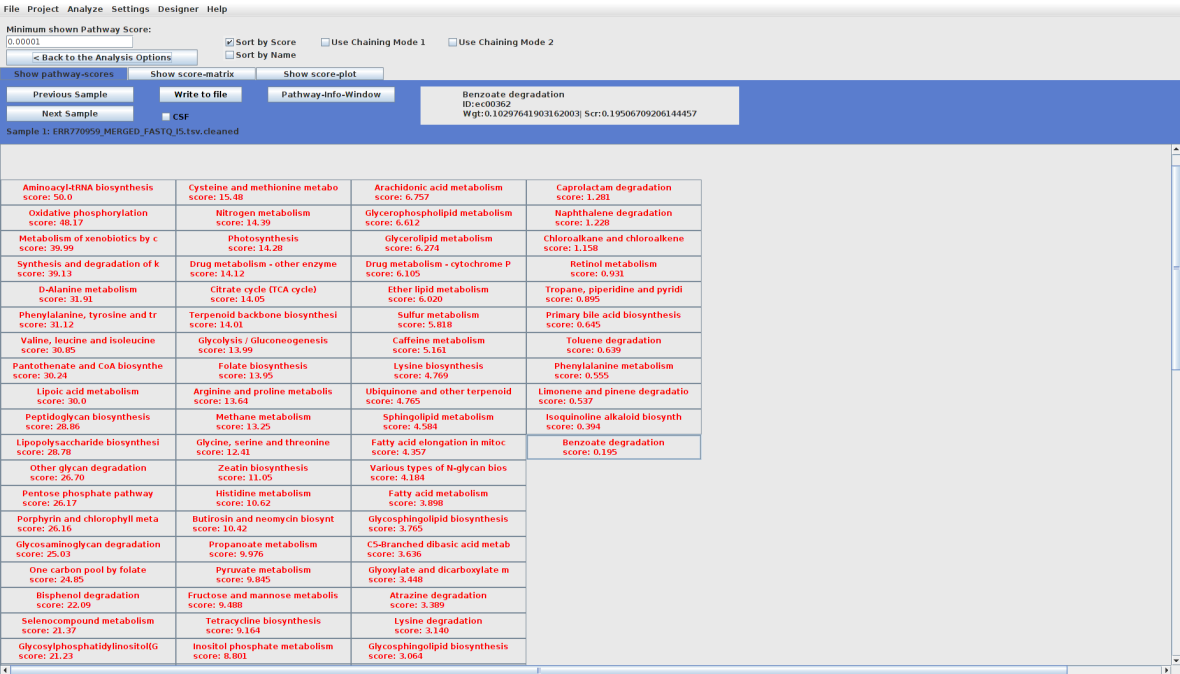 File Project Analyze Settings Designer Help
Minimum shown Pathway Score:
0.00001
Sort by Score Use Chaining Mode 1 Use Chaining Mode 2
< Back to the Analysis Options
Sort by Name
Show pathway-scores Show score-matrix Show score-plot
Previous Sample Write to file Pathway-Info-Window
Next Sample CSF
Benzoate degradation
ID:ec00362
Wgt:0.10297641903162003| Scr:0.19506709206144457
Sample 1: ERR770959_MERGED_FASTQ_I5.tsv.cleaned
Aminoacyl-tRNA biosynthesis
score: 50.0
Oxidative phosphorylation
score: 48.17
Metabolism of xenobiotics by c
score: 39.99
Synthesis and degradation of k
score: 39.13
D-Alanine metabolism
score: 31.91
Phenylalanine, tyrosine and tr
score: 31.12
Valine, leucine and isoleucine
score: 30.85
Pantothenate and CoA biosynthe
score: 30.24
Lipoic acid metabolism
score: 30.0
Peptidoglycan biosynthesis
score: 28.86
Lipopolysaccharide biosynthesi
score: 28.78
Other glycan degradation
score: 26.70
Pentose phosphate pathway
score: 26.17
Porphyrin and chlorophyll meta
score: 26.16
Glycosaminoglycan degradation
score: 25.03
One carbon pool by folate
score: 24.85
Bisphenol degradation
score: 22.09
Selenocompound metabolism
score: 21.37
Glycosylphosphatidylinositol(G
score: 21.23
Cysteine and methionine metabo
score: 15.48
Nitrogen metabolism
score: 14.39
Photosynthesis
score: 14.28
Drug metabolism - other enzyme
score: 14.12
Citrate cycle (TCA cycle)
score: 14.05
Terpenoid backbone biosynthesi
score: 14.01
Glycolysis / Gluconeogenesis
score: 13.99
Folate biosynthesis
score: 13.95
Arginine and proline metabolis
score: 13.64
Methane metabolism
score: 13.25
Glycine, serine and threonine
score: 12.41
Zeatin biosynthesis
score: 11.05
Histidine metabolism
score: 10.62
Butirosin and neomycin biosynt
score: 10.42
Propanoate metabolism
score: 9.976
Pyruvate metabolism
score: 9.845
Fructose and mannose metabolis
score: 9.488
Tetracycline biosynthesis
score: 9.164
Inositol phosphate metabolism
score: 8.801
Arachidonic acid metabolism
score: 6.757
Glycerophospholipid metabolism
score: 6.612
Glycerolipid metabolism
score: 6.274
Drug metabolism - cytochrome P
score: 6.105
Ether lipid metabolism
score: 6.020
Sulfur metabolism
score: 5.818
Caffeine metabolism
score: 5.161
Lysine biosynthesis
score: 4.769
Ubiquinone and other terpenoid
score: 4.765
Sphingolipid metabolism
score: 4.584
Fatty acid elongation in mitoc
score: 4.357
Various types of N-glycan bios
score: 4.184
Fatty acid metabolism
score: 3.898
Glycosphingolipid biosynthesis
score: 3.765
C5-Branched dibasic acid metab
score: 3.636
Glyoxylate and dicarboxylate m
score: 3.448
Atrazine degradation
score: 3.389
Lysine degradation
score: 3.140
Glycosphingolipid biosynthesis
score: 3.064
Caprolactam degradation
score: 1.281
Naphthalene degradation
score: 1.228
Chloroalkane and chloroalkene
score: 1.158
Retinol metabolism
score: 0.931
Tropane, piperidine and pyridi
score: 0.895
Primary bile acid biosynthesis
score: 0.645
Toluene degradation
score: 0.639
Phenylalanine metabolism
score: 0.555
Limonene and pinene degradatio
score: 0.537
Isoquinoline alkaloid biosynth
score: 0.394
Benzoate degradation
score: 0.195